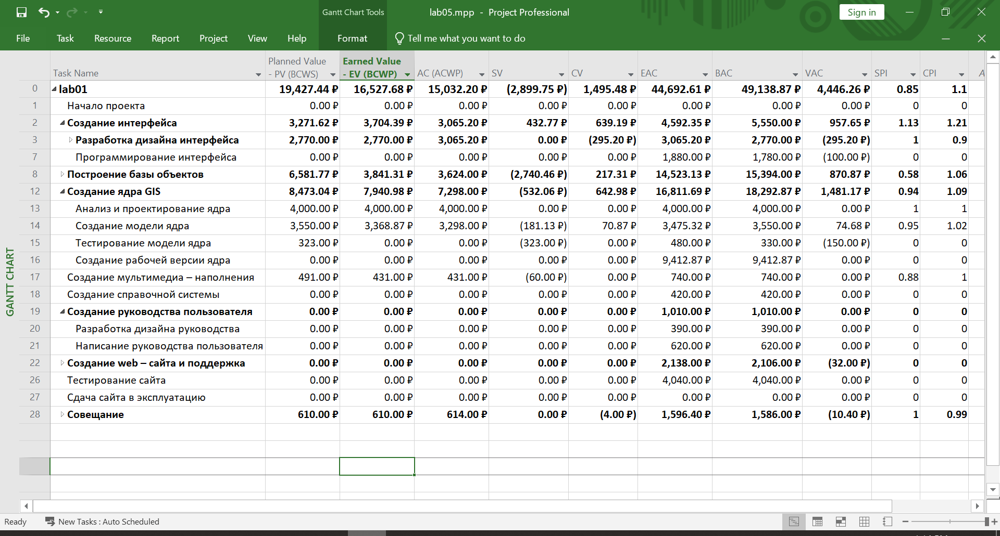 Gantt Chart Tools
lab05.mpp - Project Professional
Sign in
File Task Resource Report Project View Help Format Tell me what you want to do
Task Name Planned Value - PV (BCWS) Earned Value - EV (BCWP) AC (ACWP) SV CV EAC BAC VAC SPI CPI A
0 lab01 19,427.44 ₽ 16,527.68 ₽ 15,032.20 ₽ (2,899.75 ₽) 1,495.48 ₽ 44,692.61 ₽ 49,138.87 ₽ 4,446.26 ₽ 0.85 1.1
1 Начало проекта 0.00 ₽ 0.00 ₽ 0.00 ₽ 0.00 ₽ 0.00 ₽ 0.00 ₽ 0.00 ₽ 0.00 ₽ 0 0
2 Создание интерфейса 3,271.62 ₽ 3,704.39 ₽ 3,065.20 ₽ 432.77 ₽ 639.19 ₽ 4,592.35 ₽ 5,550.00 ₽ 957.65 ₽ 1.13 1.21
3 Разработка дизайна интерфейса 2,770.00 ₽ 2,770.00 ₽ 3,065.20 ₽ 0.00 ₽ (295.20 ₽) 3,065.20 ₽ 2,770.00 ₽ (295.20 ₽) 1 0.9
7 Программирование интерфейса 0.00 ₽ 0.00 ₽ 0.00 ₽ 0.00 ₽ 0.00 ₽ 1,880.00 ₽ 1,780.00 ₽ (100.00 ₽) 0 0
8 Построение базы объектов 6,581.77 ₽ 3,841.31 ₽ 3,624.00 ₽ (2,740.46 ₽) 217.31 ₽ 14,523.13 ₽ 15,394.00 ₽ 870.87 ₽ 0.58 1.06
12 Создание ядра GIS 8,473.04 ₽ 7,940.98 ₽ 7,298.00 ₽ (532.06 ₽) 642.98 ₽ 16,811.69 ₽ 18,292.87 ₽ 1,481.17 ₽ 0.94 1.09
13 Анализ и проектирование ядра 4,000.00 ₽ 4,000.00 ₽ 4,000.00 ₽ 0.00 ₽ 0.00 ₽ 4,000.00 ₽ 4,000.00 ₽ 0.00 ₽ 1 1
14 Создание модели ядра 3,550.00 ₽ 3,368.87 ₽ 3,298.00 ₽ (181.13 ₽) 70.87 ₽ 3,475.32 ₽ 3,550.00 ₽ 74.68 ₽ 0.95 1.02
15 Тестирование модели ядра 323.00 ₽ 0.00 ₽ 0.00 ₽ (323.00 ₽) 0.00 ₽ 480.00 ₽ 330.00 ₽ (150.00 ₽) 0 0
16 Создание рабочей версии ядра 0.00 ₽ 0.00 ₽ 0.00 ₽ 0.00 ₽ 0.00 ₽ 9,412.87 ₽ 9,412.87 ₽ 0.00 ₽ 0 0
17 Создание мультимедиа – наполнения 491.00 ₽ 431.00 ₽ 431.00 ₽ (60.00 ₽) 0.00 ₽ 740.00 ₽ 740.00 ₽ 0.00 ₽ 0.88 1
18 Создание справочной системы 0.00 ₽ 0.00 ₽ 0.00 ₽ 0.00 ₽ 0.00 ₽ 420.00 ₽ 420.00 ₽ 0.00 ₽ 0 0
19 Создание руководства пользователя 0.00 ₽ 0.00 ₽ 0.00 ₽ 0.00 ₽ 0.00 ₽ 1,010.00 ₽ 1,010.00 ₽ 0.00 ₽ 0 0
20 Разработка дизайна руководства 0.00 ₽ 0.00 ₽ 0.00 ₽ 0.00 ₽ 0.00 ₽ 390.00 ₽ 390.00 ₽ 0.00 ₽ 0 0
21 Написание руководства пользователя 0.00 ₽ 0.00 ₽ 0.00 ₽ 0.00 ₽ 0.00 ₽ 620.00 ₽ 620.00 ₽ 0.00 ₽ 0 0
22 Создание web – сайта и поддержка 0.00 ₽ 0.00 ₽ 0.00 ₽ 0.00 ₽ 0.00 ₽ 2,138.00 ₽ 2,106.00 ₽ (32.00 ₽) 0 0
26 Тестирование сайта 0.00 ₽ 0.00 ₽ 0.00 ₽ 0.00 ₽ 0.00 ₽ 4,040.00 ₽ 4,040.00 ₽ 0.00 ₽ 0 0
27 Сдача сайта в эксплуатацию 0.00 ₽ 0.00 ₽ 0.00 ₽ 0.00 ₽ 0.00 ₽ 0.00 ₽ 0.00 ₽ 0.00 ₽ 0 0
28 Совещание 610.00 ₽ 610.00 ₽ 614.00 ₽ 0.00 ₽ (4.00 ₽) 1,596.40 ₽ 1,586.00 ₽ (10.40 ₽) 1 0.99
GANTT CHART
Ready New Tasks : Auto Scheduled